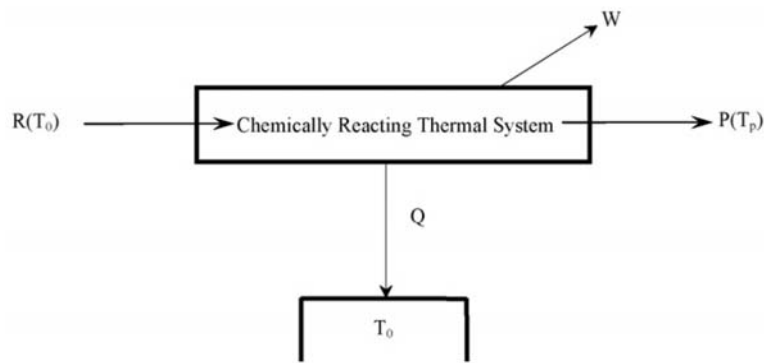 W
R(T₀)
Chemically Reacting Thermal System
P(Tₚ)
Q
T₀